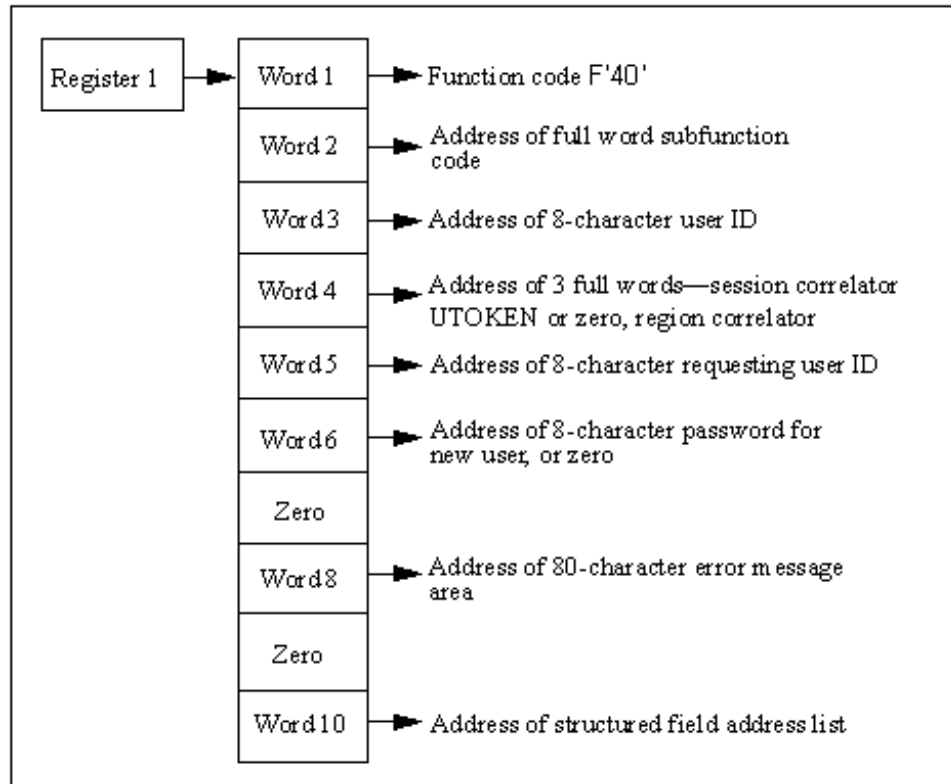 Register 1
Word 1
Function code F'40'
Word 2
Address of full word subfunction
code
Word 3
Address of 8-character user ID
Word 4
Address of 3 full words—session correlator
UTOKEN or zero, region correlator
Word 5
Address of 8-character requesting user ID
Word 6
Address of 8-character password for
new user, or zero
Zero
Word 8
Address of 80-character error message
area
Zero
Word 10
Address of structured field address list